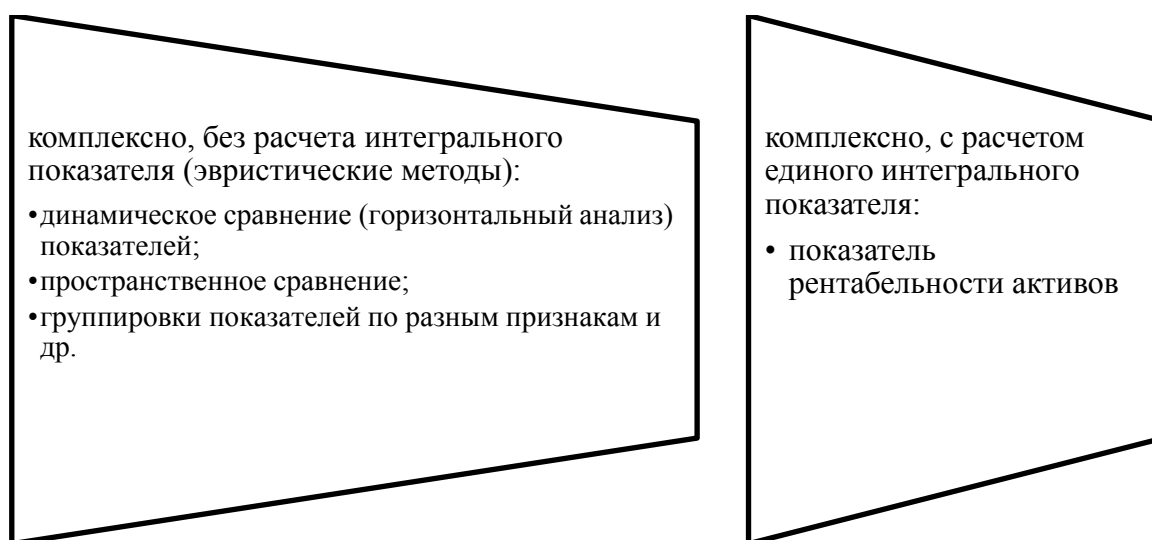 комплексно, без расчета интегрального
показателя (эвристические методы):
•динамическое сравнение (горизонтальный анализ)
показателей;
•пространственное сравнение;
•группировки показателей по разным признакам и
др.
комплексно, с расчетом
единого интегрального
показателя:
• показатель
рентабельности активов